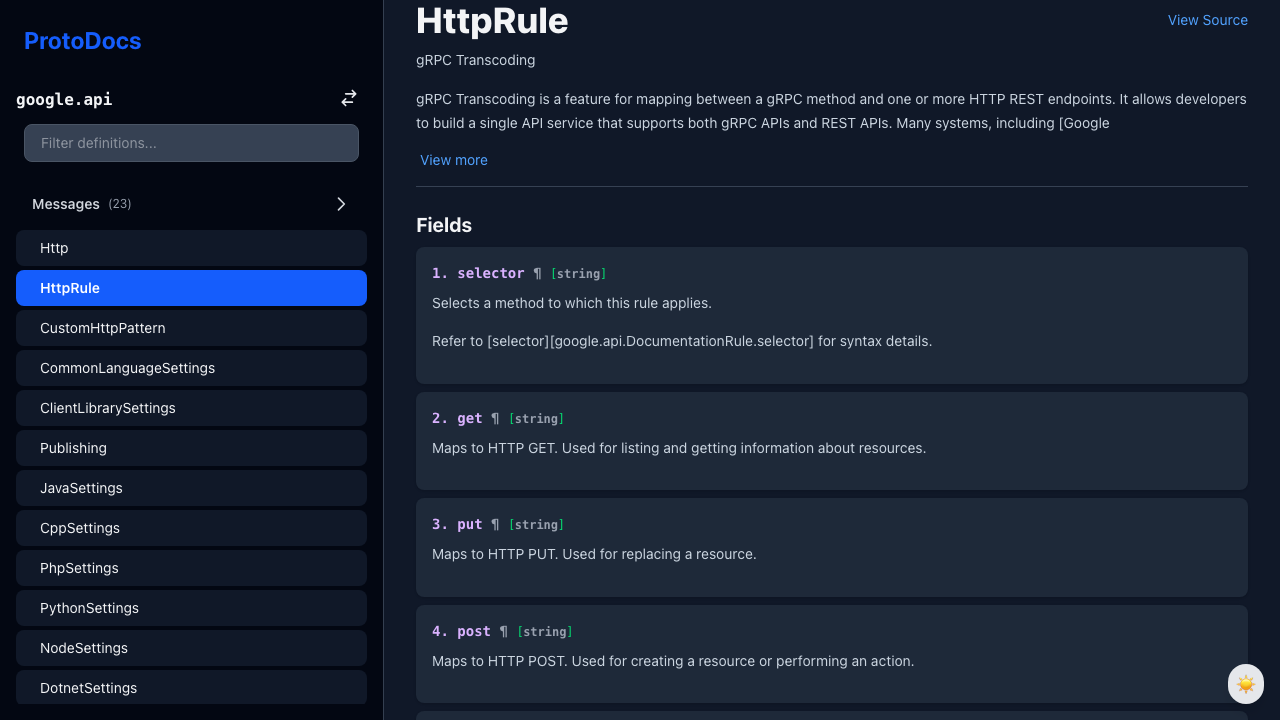 ProtoDocs
google.api
Filter definitions...
Messages (23)
Http
HttpRule
CustomHttpPattern
CommonLanguageSettings
ClientLibrarySettings
Publishing
JavaSettings
CppSettings
PhpSettings
PythonSettings
NodeSettings
DotnetSettings
HttpRule
View Source
gRPC Transcoding
gRPC Transcoding is a feature for mapping between a gRPC method and one or more HTTP REST endpoints. It allows developers
to build a single API service that supports both gRPC APIs and REST APIs. Many systems, including [Google
View more
Fields
1. selector ¶ [string]
Selects a method to which this rule applies.
Refer to [selector][google.api.DocumentationRule.selector] for syntax details.
2. get ¶ [string]
Maps to HTTP GET. Used for listing and getting information about resources.
3. put ¶ [string]
Maps to HTTP PUT. Used for replacing a resource.
4. post ¶ [string]
Maps to HTTP POST. Used for creating a resource or performing an action.